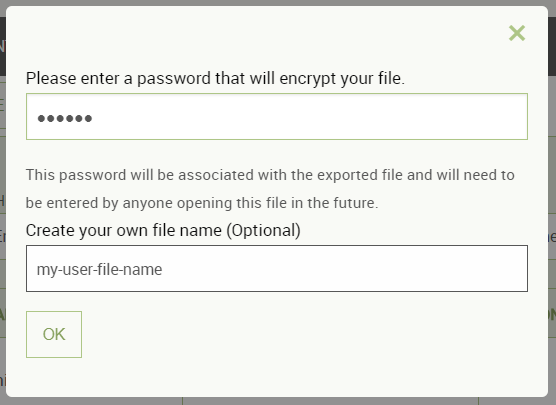 Please enter a password that will encrypt your file.
••••••
This password will be associated with the exported file and will need to
be entered by anyone opening this file in the future.
Create your own file name (Optional)
my-user-file-name
OK